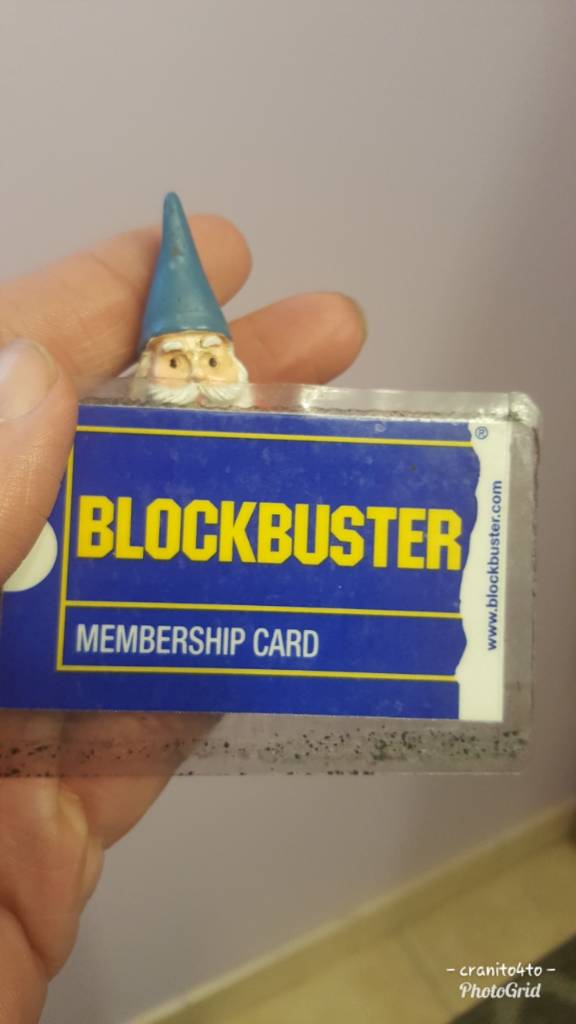 ®
BLOCKBUSTER
MEMBERSHIP CARD
www.blockbuster.com
- cranito4to -
PhotoGrid